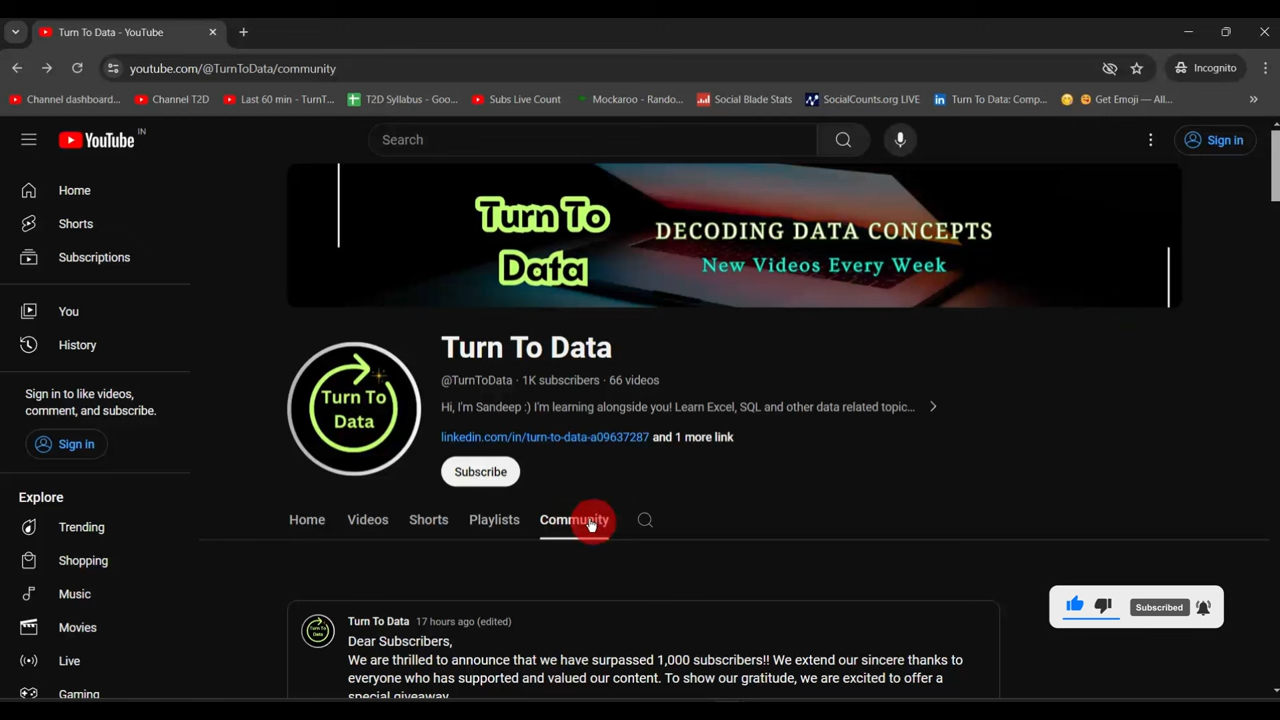 Turn To Data - YouTube
youtube.com/@TurnToData/community
Incognito
Channel dashboard...
Channel T2D
Last 60 min - TurnT...
T2D Syllabus - Goo...
Subs Live Count
Mockaroo - Rando...
Social Blade Stats
SocialCounts.org LIVE
Turn To Data: Comp...
Get Emoji — All...
YouTube IN
Search
Sign in
Home
Shorts
Subscriptions
You
History
Sign in to like videos,
comment, and subscribe.
Sign in
Explore
Trending
Shopping
Music
Movies
Live
Gaming
Turn To
Data
DECODING DATA CONCEPTS
New Videos Every Week
Turn To
Data
Turn To Data
@TurnToData · 1K subscribers · 66 videos
Hi, I'm Sandeep :) I'm learning alongside you! Learn Excel, SQL and other data related topic...
linkedin.com/in/turn-to-data-a09637287 and 1 more link
Subscribe
Home Videos Shorts Playlists Community
Turn To
Data
Turn To Data 17 hours ago (edited)
Dear Subscribers,
We are thrilled to announce that we have surpassed 1,000 subscribers!! We extend our sincere thanks to
everyone who has supported and valued our content. To show our gratitude, we are excited to offer a
special giveaway
Subscribed